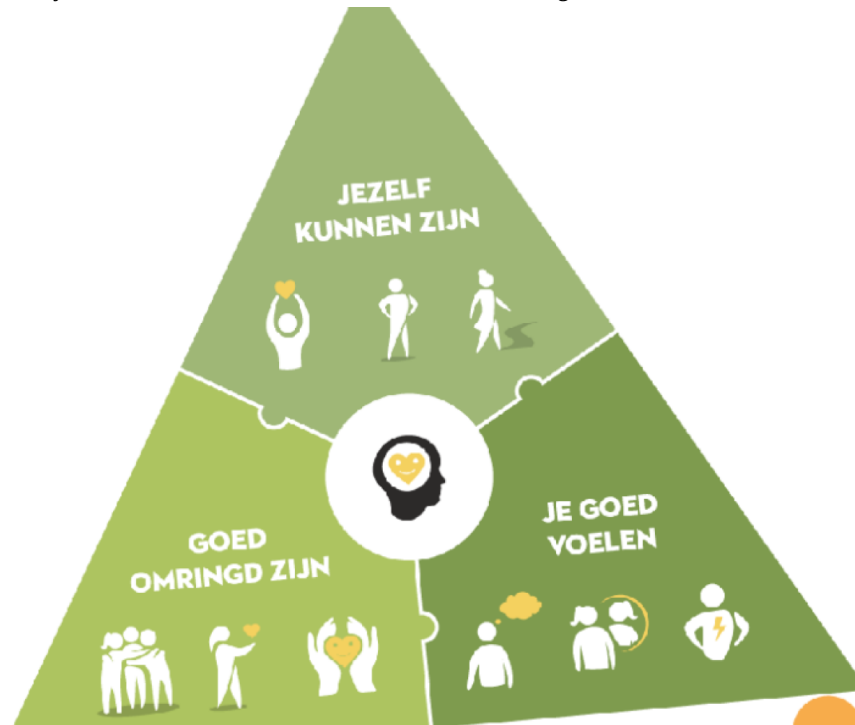 JEZELF
KUNNEN ZIJN
GOED
OMRINGD ZIJN
JE GOED
VOELEN